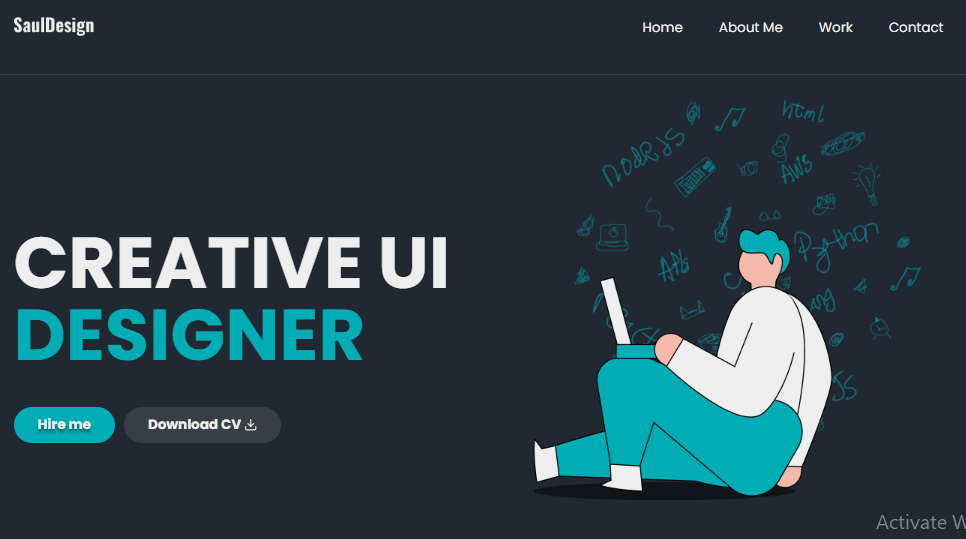 SaulDesign
Home About Me Work Contact
html
NodeJS
AWS
Python
APIs
CREATIVE UI
DESIGNER
JS
Hire me Download CV
Activate W